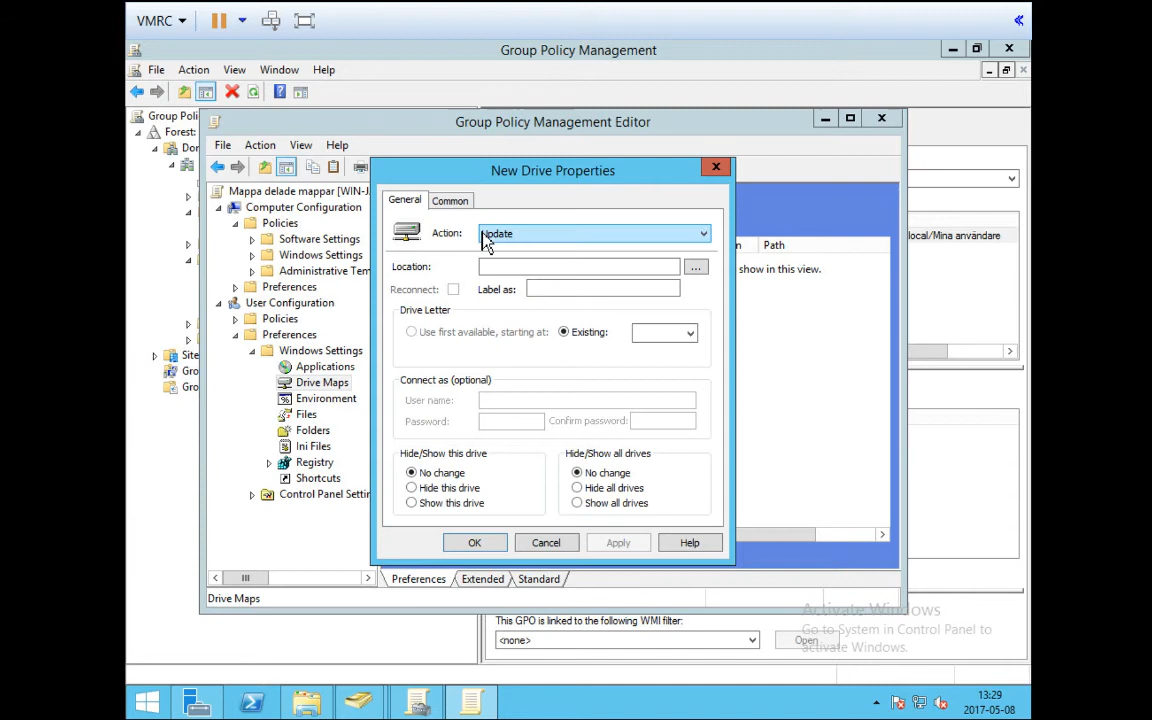 VMRC
Group Policy Management
File Action View Window Help
Group Poli
Forest:
Dor
Site
Gro
Gro
Group Policy Management Editor
File Action View Help
Mappa delade mappar [WIN-J
Computer Configuration
Policies
Software Settings
Windows Settings
Administrative Tem
Preferences
User Configuration
Policies
Preferences
Windows Settings
Applications
Drive Maps
Environment
Files
Folders
Ini Files
Registry
Shortcuts
Control Panel Settin
New Drive Properties
General Common
Action: Update
Location: ...
Reconnect: Label as:
Drive Letter
Use first available, starting at: Existing:
Connect as (optional)
User name:
Password: Confirm password:
Hide/Show this drive Hide/Show all drives
No change No change
Hide this drive Hide all drives
Show this drive Show all drives
OK Cancel Apply Help
n Path
show in this view.
local/Mina användare
Preferences Extended Standard
Drive Maps
This GPO is linked to the following WMI filter:
<none> Open
Activate Windows
Go to System in Control Panel to
activate Windows.
13:29
2017-05-08